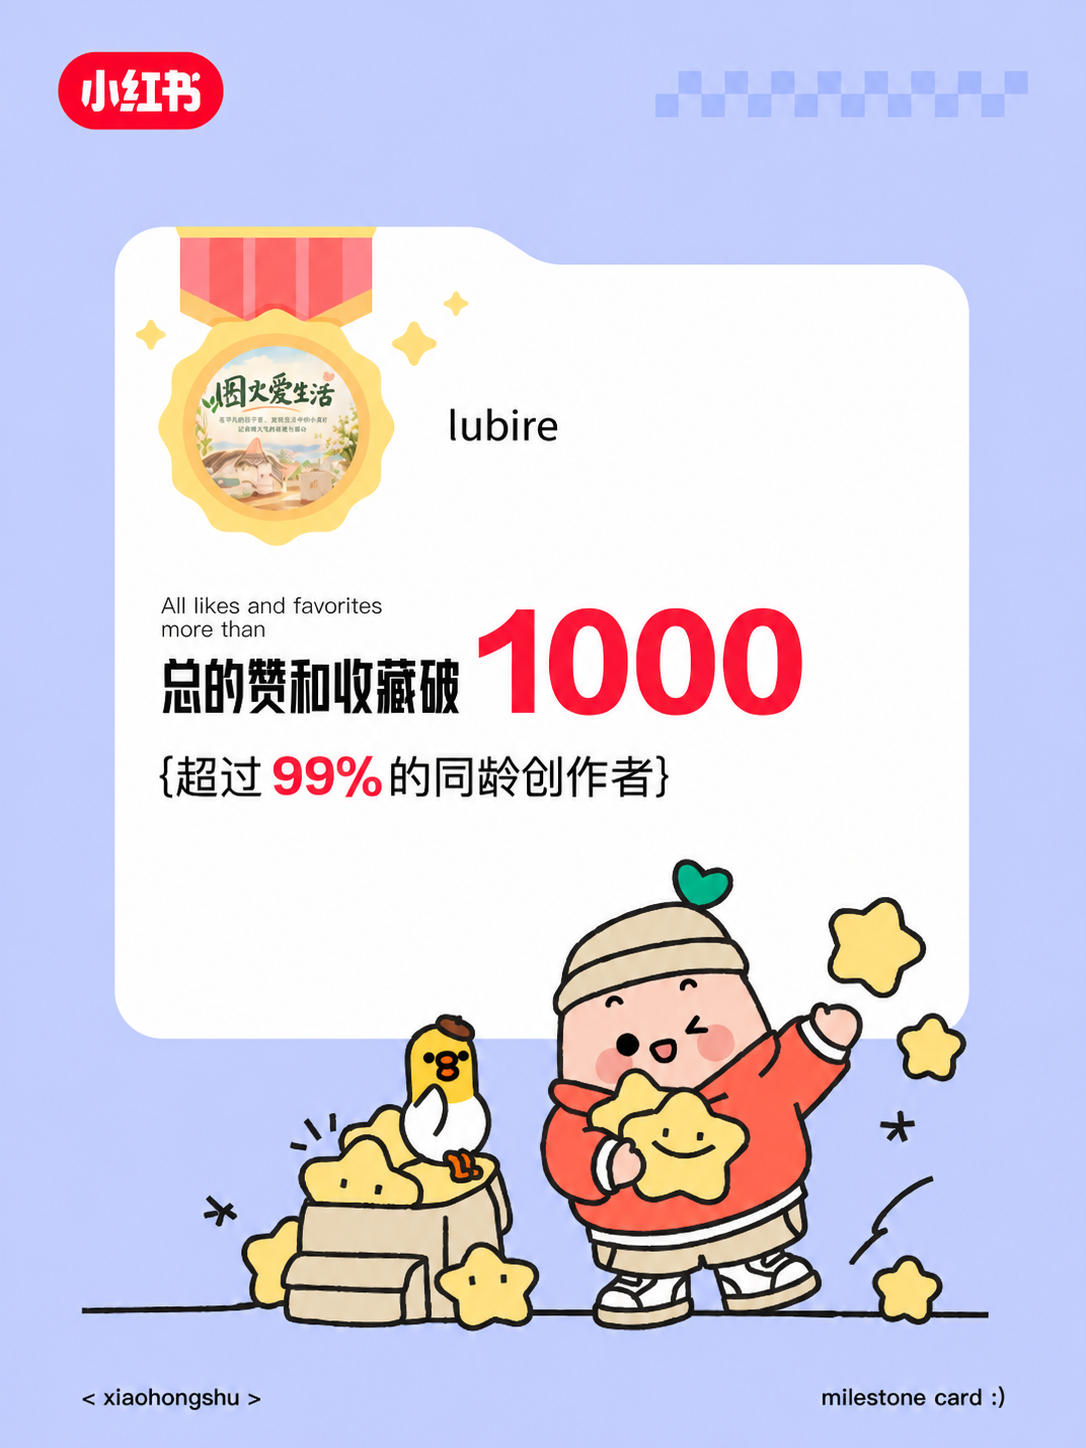 小红书
囤火爱生活
lubire
All likes and favorites
more than
总的赞和收藏破
1000
{超过 99% 的同龄创作者}
< xiaohongshu >
milestone card :)